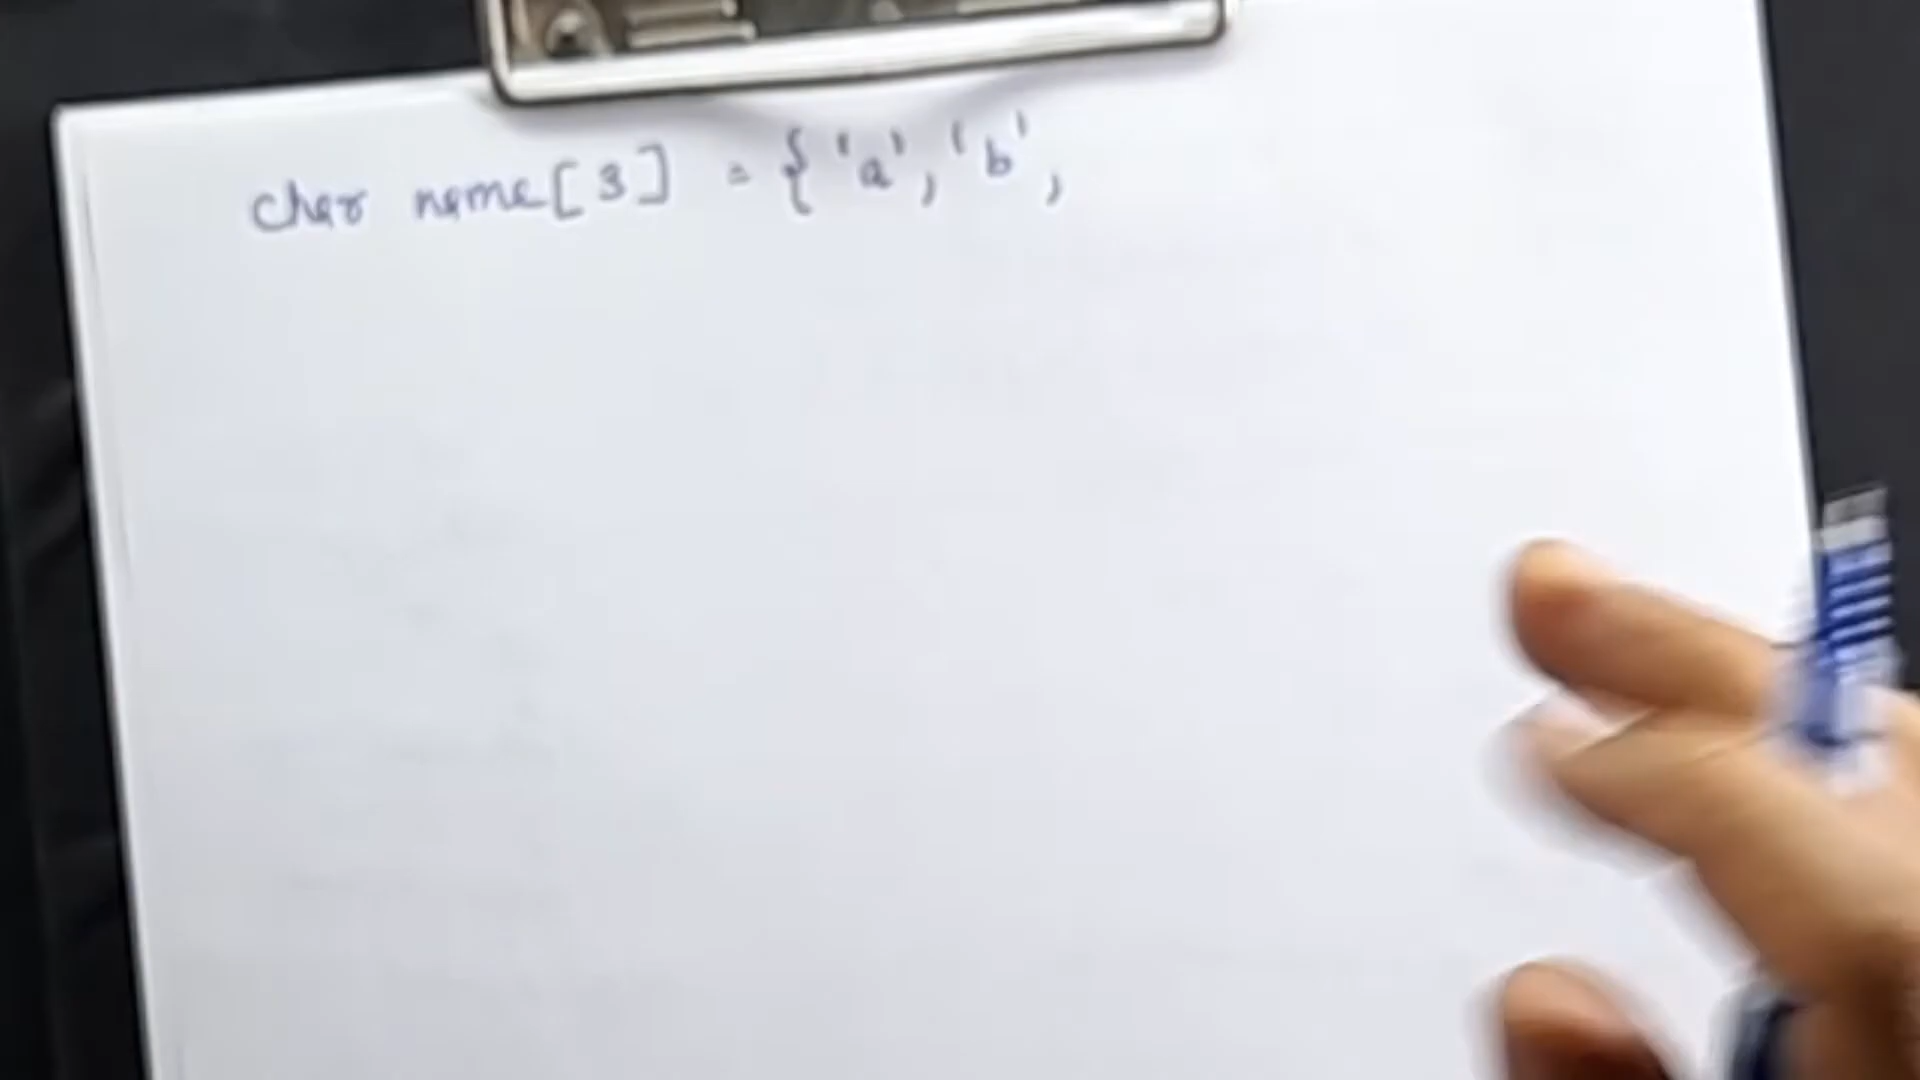 char name[3] = {'a', 'b',